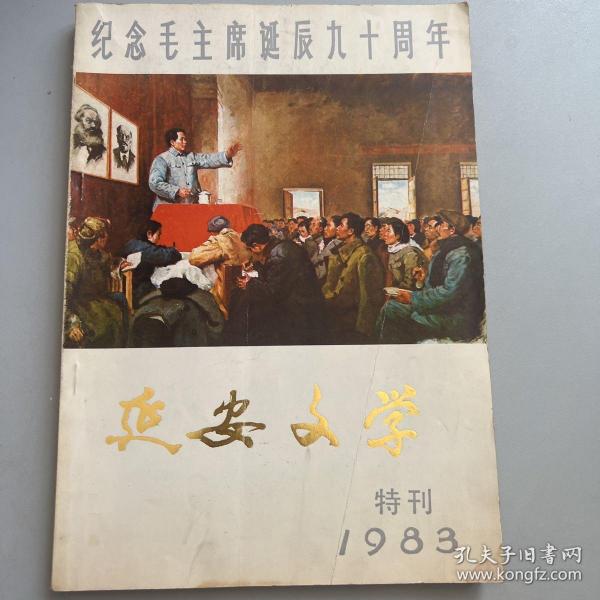 纪念毛主席诞辰九十周年
延安文学
特刊
1983
孔夫子旧书网
www.kongfz.com